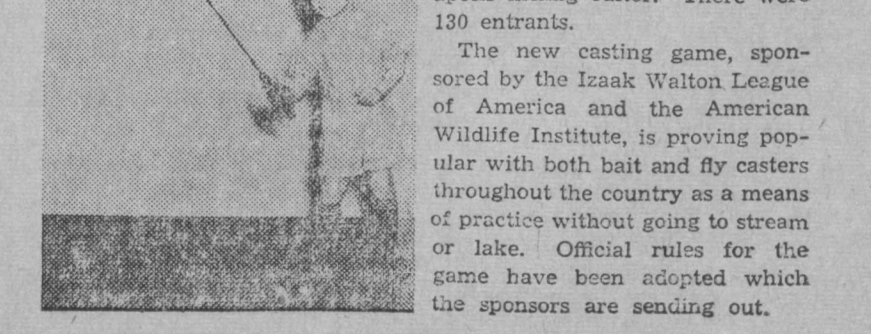 130 entrants.
The new casting game, spon-
sored by the Izaak Walton League
of America and the American
Wildlife Institute, is proving pop-
ular with both bait and fly casters
throughout the country as a means
of practice without going to stream
or lake. Official rules for the
game have been adopted which
the sponsors are sending out.